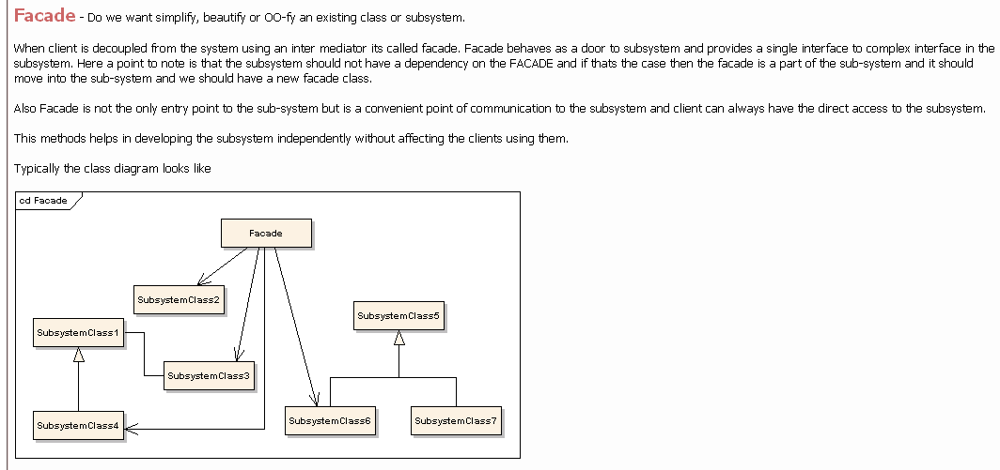 Facade - Do we want simplify, beautify or OO-fy an existing class or subsystem.
When client is decoupled from the system using an inter mediator its called facade. Facade behaves as a door to subsystem and provides a single interface to complex interface in the
subsystem. Here a point to note is that the subsystem should not have a dependency on the FACADE and if thats the case then the facade is a part of the sub-system and it should
move into the sub-system and we should have a new facade class.
Also Facade is not the only entry point to the sub-system but is a convenient point of communication to the subsystem and client can always have the direct access to the subsystem.
This methods helps in developing the subsystem independently without affecting the clients using them.
Typically the class diagram looks like
cd Facade
Facade
SubsystemClass2
SubsystemClass5
SubsystemClass1
SubsystemClass3
SubsystemClass4
SubsystemClass6
SubsystemClass7